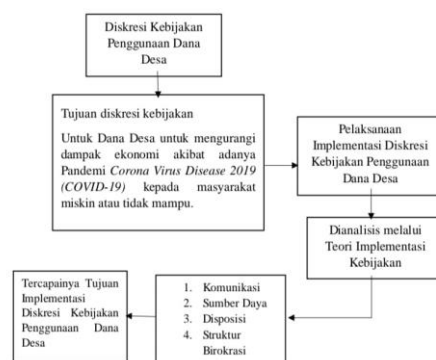 Diskresi Kebijakan
Penggunaan Dana
Desa
Tujuan diskresi kebijakan
Untuk Dana Desa untuk mengurangi
dampak ekonomi akibat adanya
Pandemi Corona Virus Disease 2019
(COVID-19) kepada masyarakat
miskin atau tidak mampu.
Pelaksanaan
Implementasi Diskresi
Kebijakan Penggunaan
Dana Desa
Dianalisis melalui
Teori Implementasi
Kebijakan
1. Komunikasi
2. Sumber Daya
3. Disposisi
4. Struktur
Birokrasi
Tercapainya Tujuan
Implementasi
Diskresi Kebijakan
Penggunaan Dana
Desa